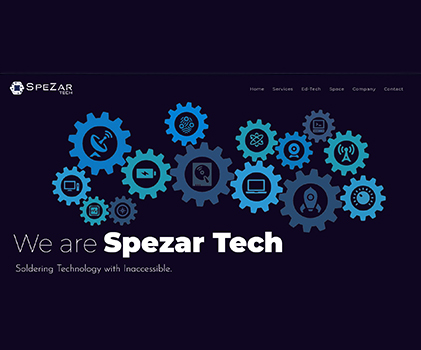 SPEZAR
TECH
Home Services Ed-Tech Space Company Contact
We are Spezar Tech
Soldering Technology with Inaccessible.